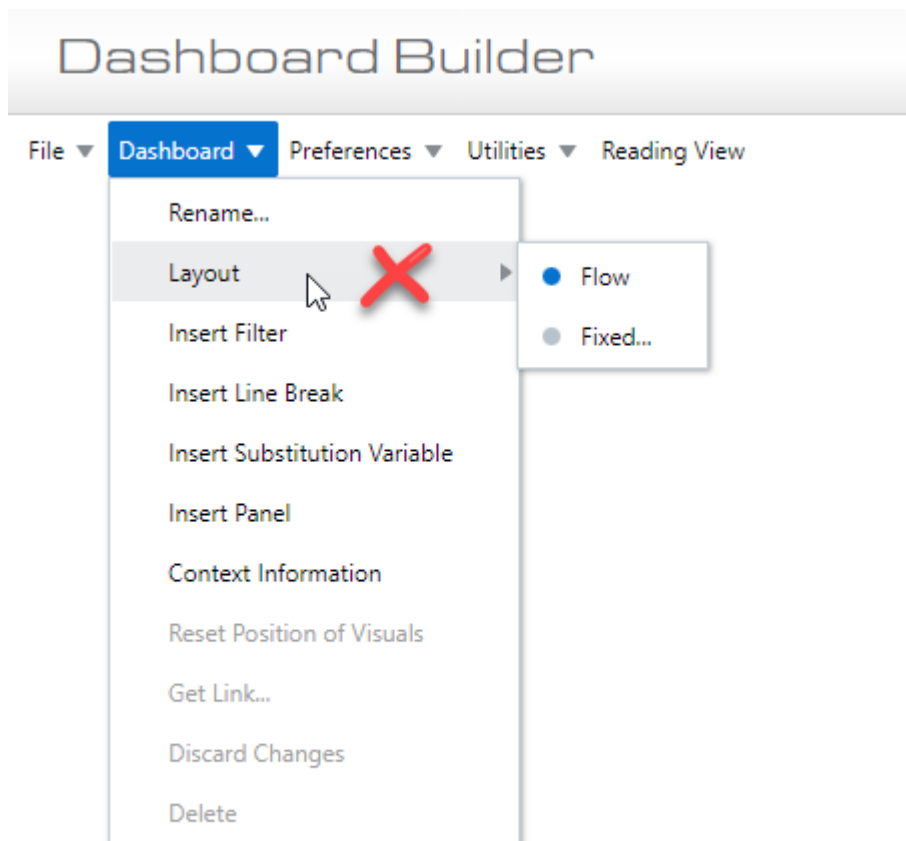 Dashboard Builder
File Dashboard Preferences Utilities Reading View
Rename...
Layout
Flow
Insert Filter
Fixed...
Insert Line Break
Insert Substitution Variable
Insert Panel
Context Information
Reset Position of Visuals
Get Link...
Discard Changes
Delete